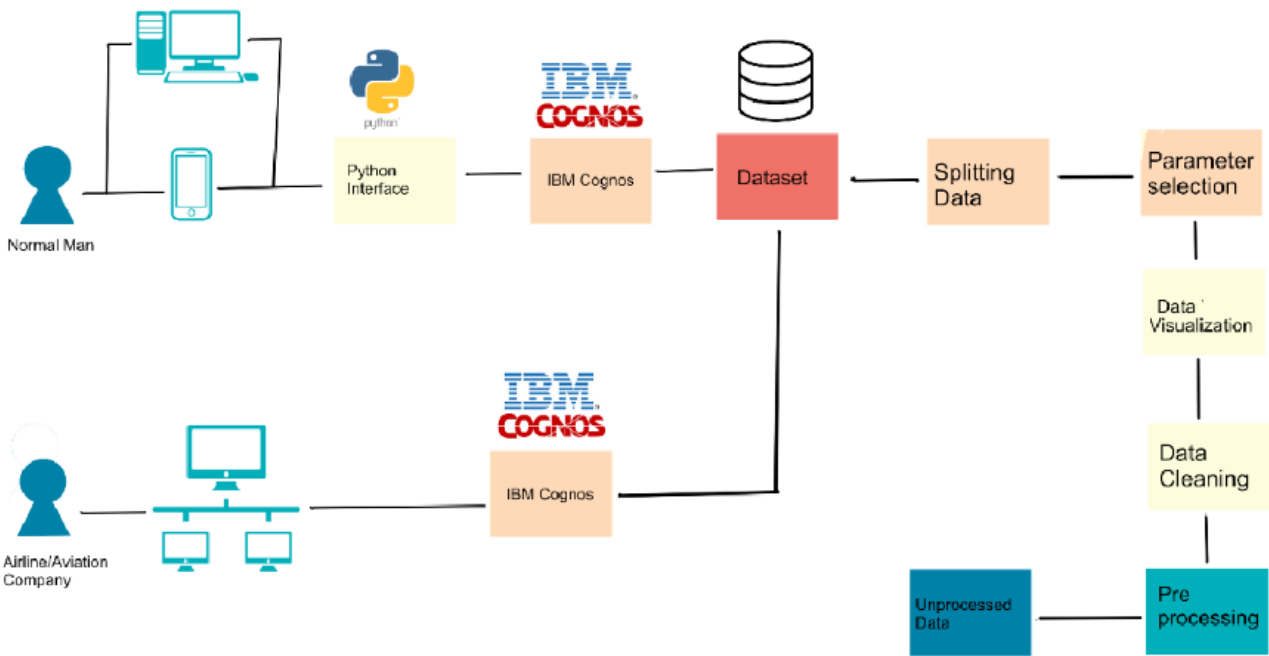 python
IBM
COGNOS
Python
Interface
IBM Cognos
Dataset
Splitting
Data
Parameter
selection
Normal Man
Data
Visualization
IBM
COGNOS
Data
Cleaning
IBM Cognos
Airline/Aviation
Company
Unprocessed
Data
Pre
processing